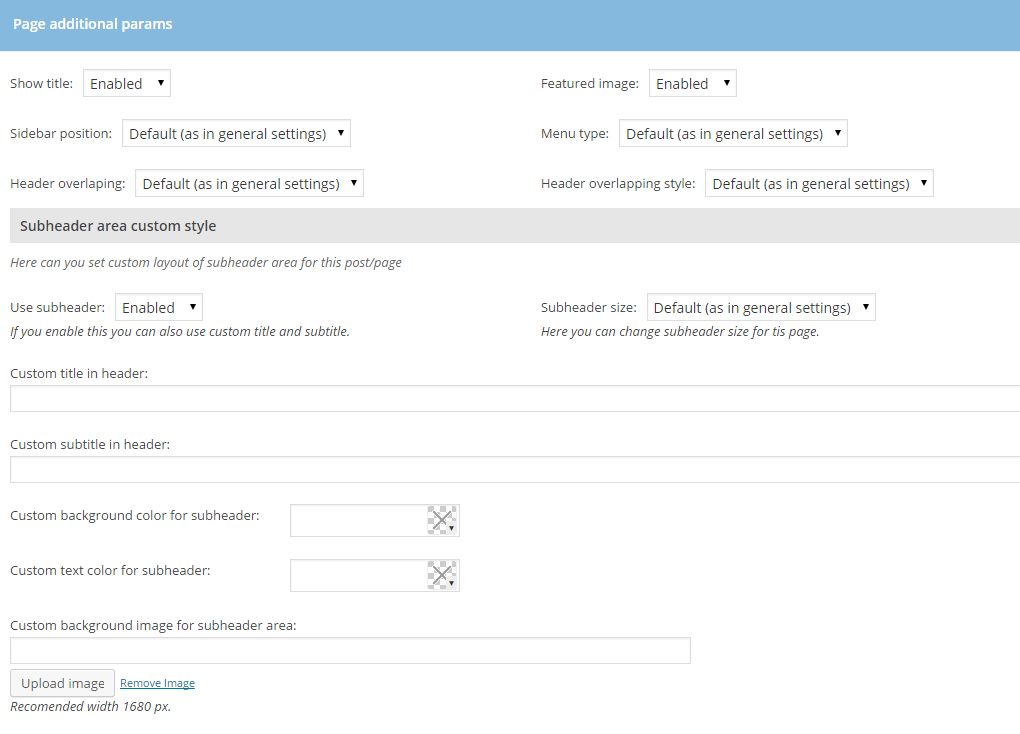 Page additional params
Show title: Enabled
Featured image: Enabled
Sidebar position: Default (as in general settings)
Menu type: Default (as in general settings)
Header overlaping: Default (as in general settings)
Header overlapping style: Default (as in general settings)
Subheader area custom style
Here can you set custom layout of subheader area for this post/page
Use subheader: Enabled
If you enable this you can also use custom title and subtitle.
Subheader size: Default (as in general settings)
Here you can change subheader size for tis page.
Custom title in header:
Custom subtitle in header:
Custom background color for subheader:
Custom text color for subheader:
Custom background image for subheader area:
Upload image Remove Image
Recomended width 1680 px.